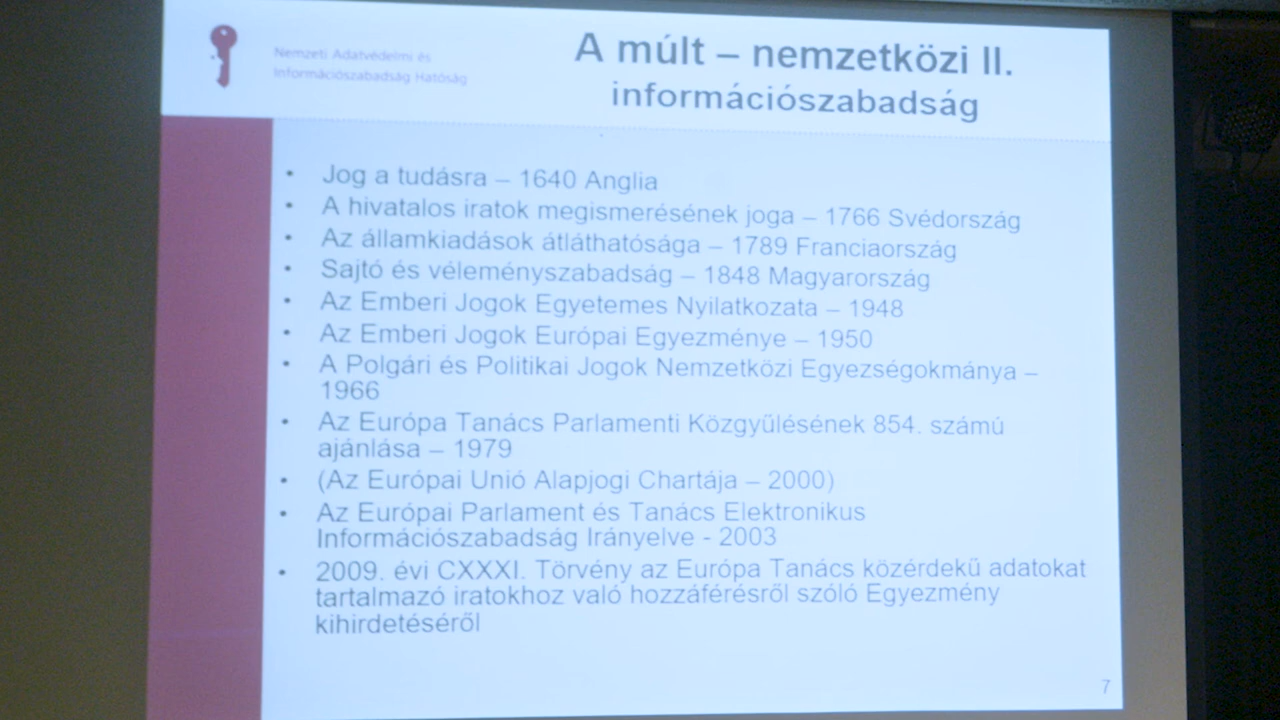 Nemzeti Adatvédelmi és
Információszabadság Hatóság
A múlt – nemzetközi II.
információszabadság
• Jog a tudásra – 1640 Anglia
• A hivatalos iratok megismerésének joga – 1766 Svédország
• Az államkiadások átláthatósága – 1789 Franciaország
• Sajtó és véleményszabadság – 1848 Magyarország
• Az Emberi Jogok Egyetemes Nyilatkozata – 1948
• Az Emberi Jogok Európai Egyezménye – 1950
• A Polgári és Politikai Jogok Nemzetközi Egyezségokmánya –
1966
• Az Európa Tanács Parlamenti Közgyűlésének 854. számú
ajánlása – 1979
• (Az Európai Unió Alapjogi Chartája – 2000)
• Az Európai Parlament és Tanács Elektronikus
Információszabadság Irányelve - 2003
• 2009. évi CXXXI. Törvény az Európa Tanács közérdekű adatokat
tartalmazó iratokhoz való hozzáférésről szóló Egyezmény
kihirdetéséről
7